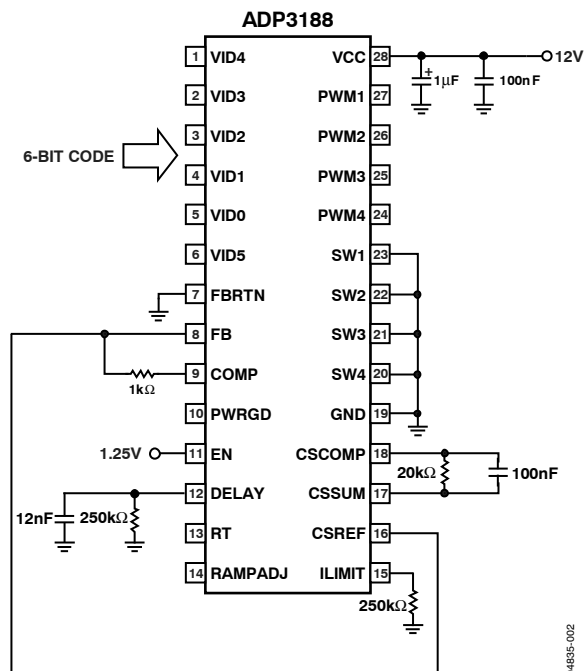 ADP3188
1 VID4 VCC 28 12V
+ 1μF 100nF
2 VID3 PWM1 27
3 VID2 PWM2 26
6-BIT CODE
4 VID1 PWM3 25
5 VID0 PWM4 24
6 VID5 SW1 23
7 FBRTN SW2 22
8 FB SW3 21
9 COMP SW4 20
1kΩ
10 PWRGD GND 19
1.25V 11 EN CSCOMP 18
20kΩ 100nF
12 DELAY CSSUM 17
12nF 250kΩ
13 RT CSREF 16
14 RAMPADJ ILIMIT 15
250kΩ
04835-002